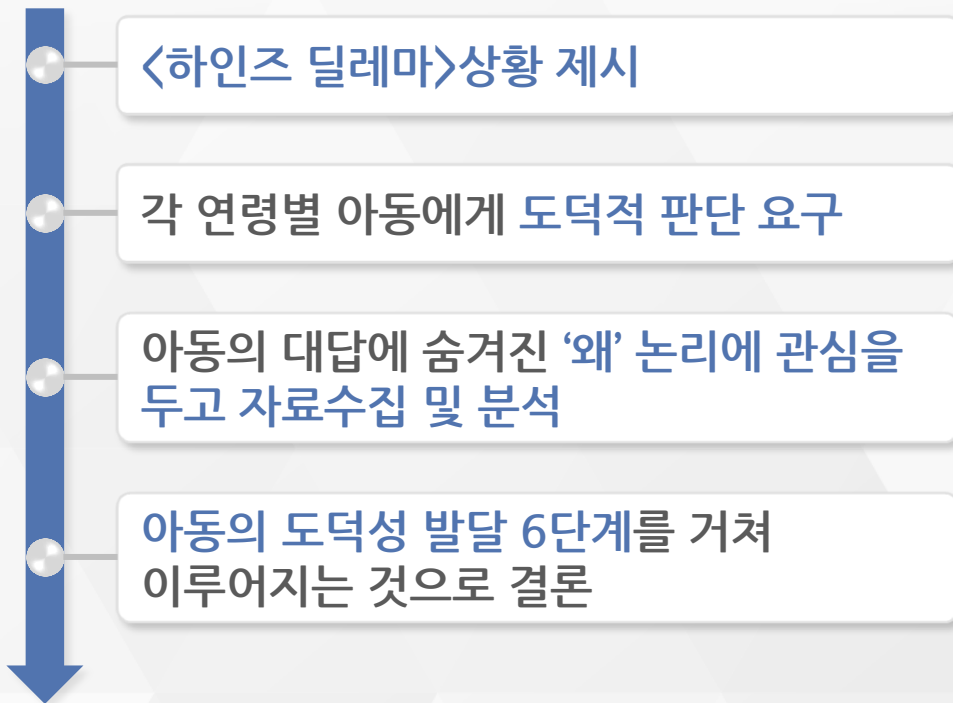 <하인즈 딜레마>상황 제시
각 연령별 아동에게 도덕적 판단 요구
아동의 대답에 숨겨진 ‘왜’ 논리에 관심을
두고 자료수집 및 분석
아동의 도덕성 발달 6단계를 거쳐
이루어지는 것으로 결론